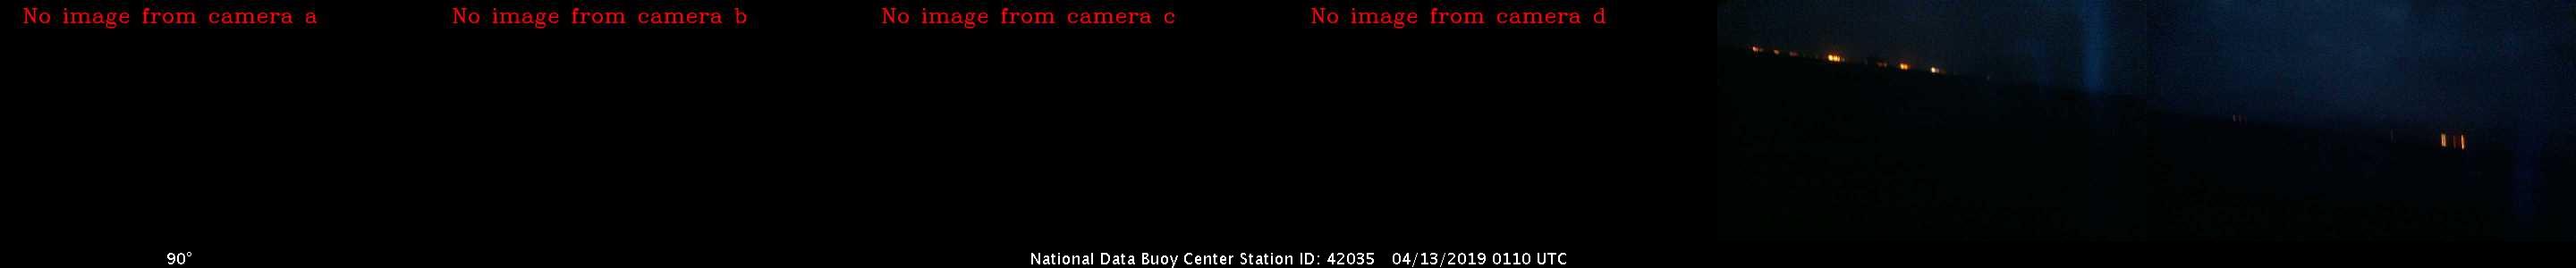 No image from camera a
No image from camera b
No image from camera c
No image from camera d
90°
National Data Buoy Center Station ID: 42035 04/13/2019 0110 UTC